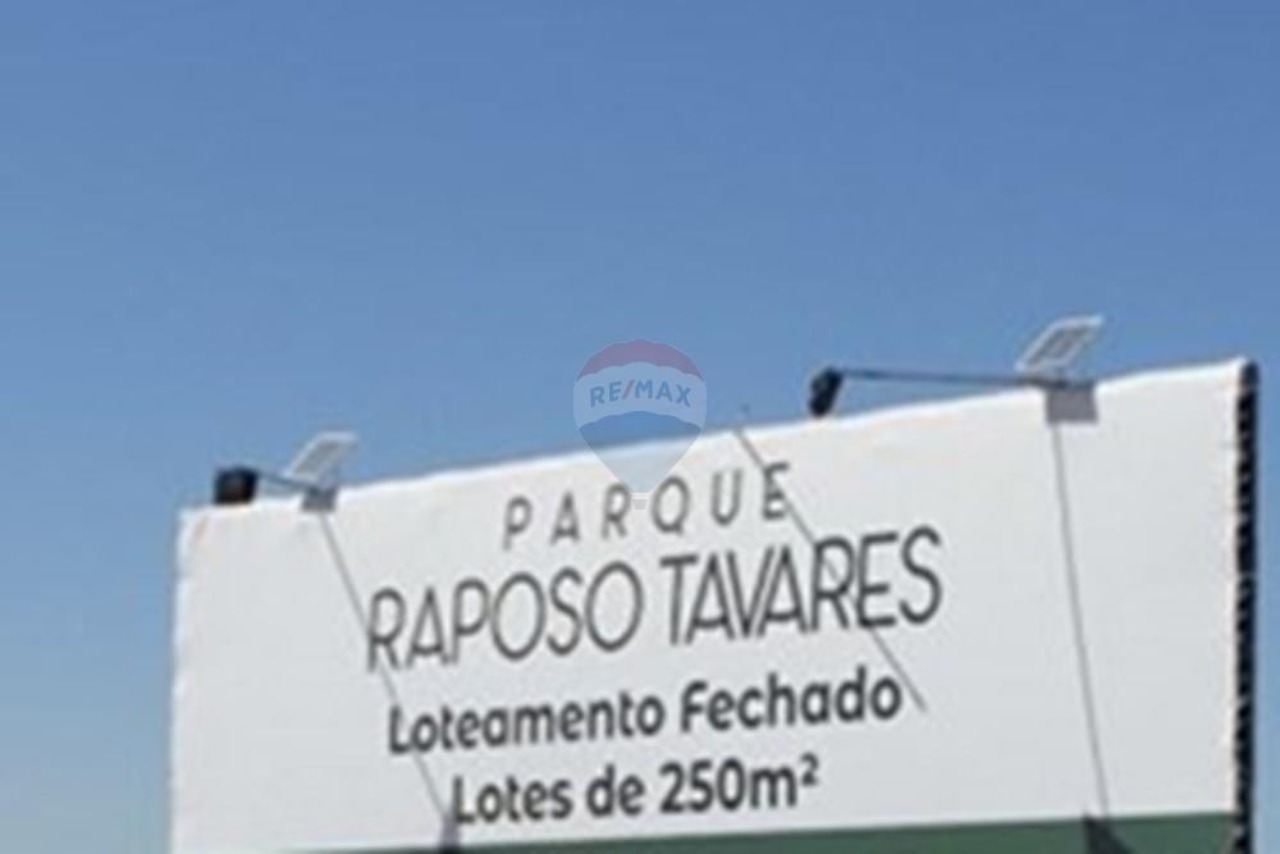 RE/MAX
PARQUE
RAPOSO TAVARES
Loteamento Fechado
Lotes de 250m²